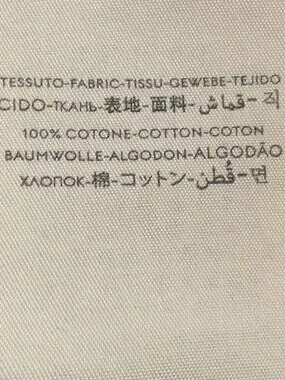 TESSUTO-FABRIC-TISSU-GEWEBE-TEJIDO
CIDO-ТКАНЬ-表地-面料-قماش-직
100% COTONE-COTTON-COTON
BAUMWOLLE-ALGODON-ALGODÃO
ХЛОПОК-棉-コットン-قُطن-면